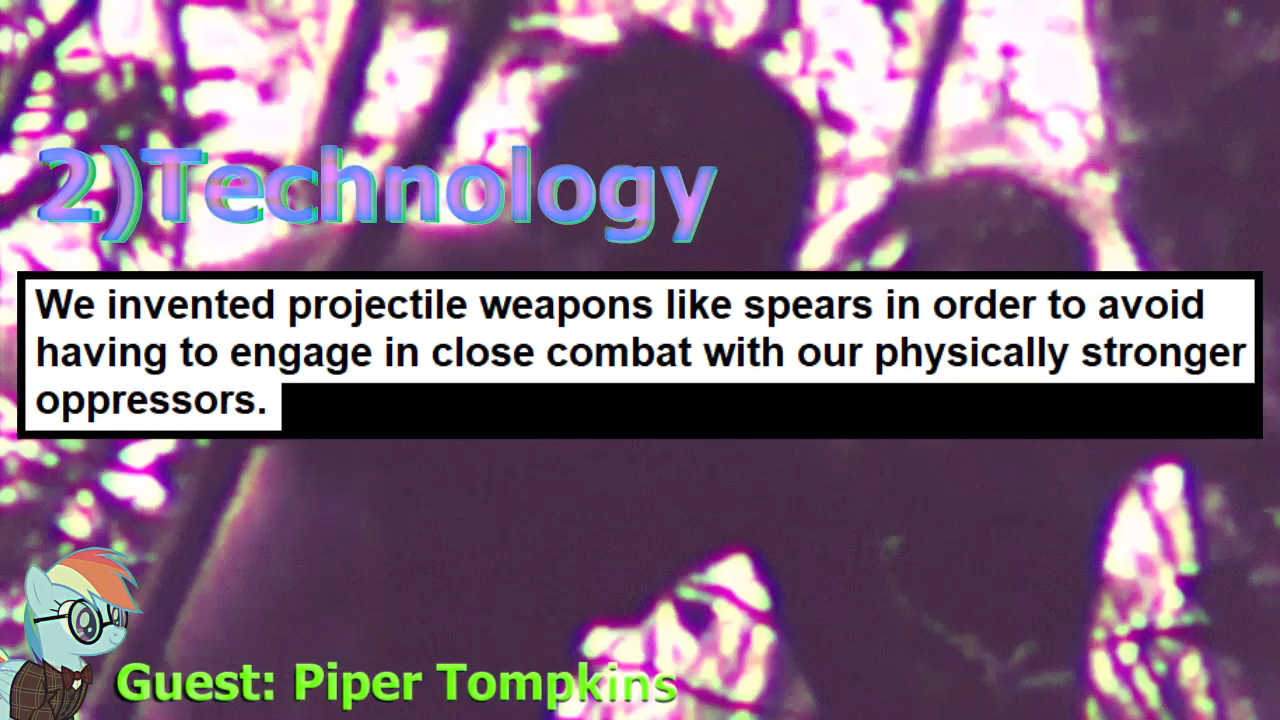 2)Technology
We invented projectile weapons like spears in order to avoid
having to engage in close combat with our physically stronger
oppressors.
Guest: Piper Tompkins